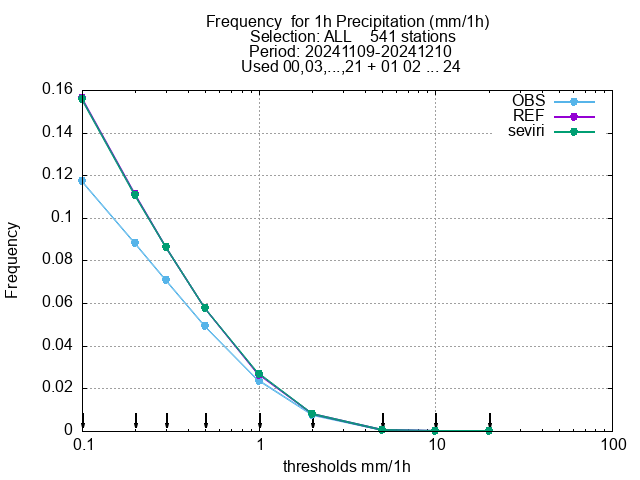 Frequency  for 1h Precipitation (mm/1h)
Selection: ALL    541 stations
Period: 20241109-20241210
Used 00,03,...,21 + 01 02 ... 24
OBS
REF
seviri
0.16
0.14
0.12
0.1
0.08
0.06
0.04
0.02
0
Frequency
0.1 1 10 100
thresholds mm/1h